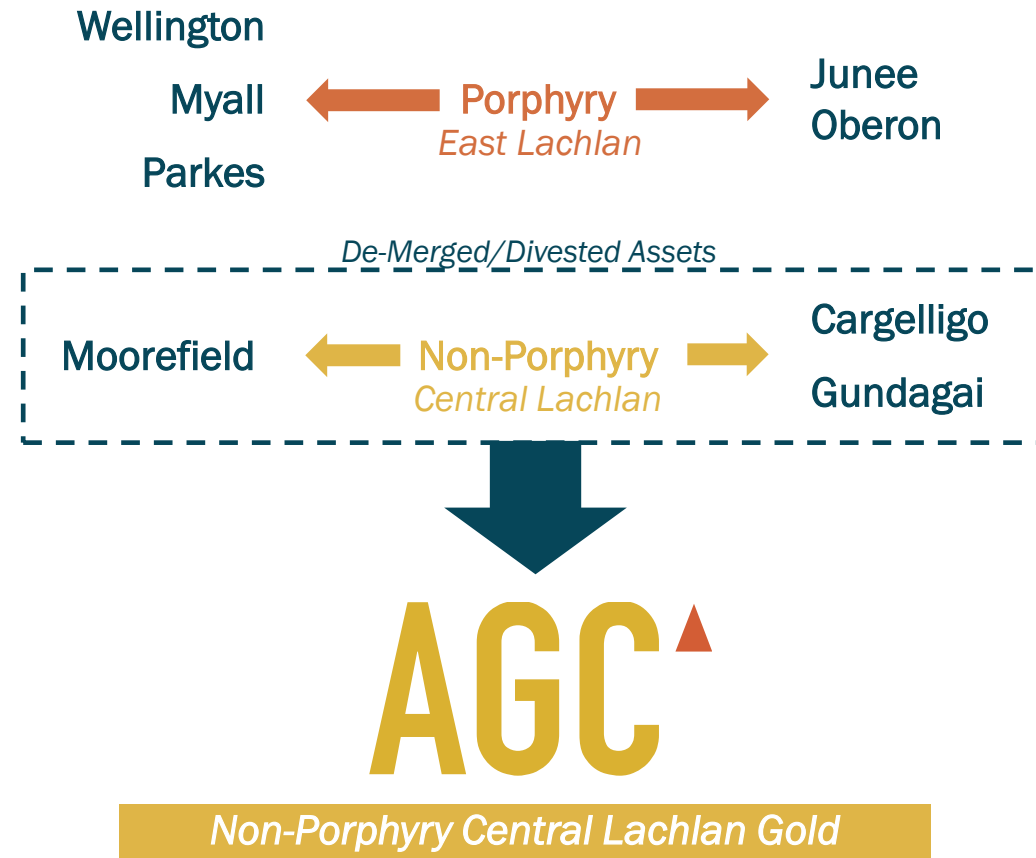 Wellington
Myall
Parkes
Porphyry
East Lachlan
Junee
Oberon
De-Merged/Divested Assets
Moorefield
Non-Porphyry
Central Lachlan
Cargelligo
Gundagai
AGC
Non-Porphyry Central Lachlan Gold